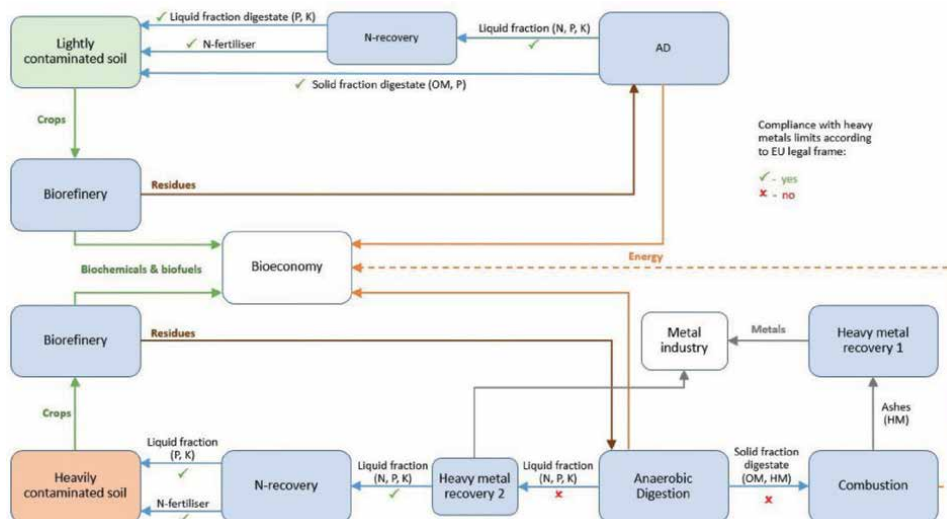 Liquid fraction digestate (P, K)
N-fertiliser
Solid fraction digestate (OM, P)
Lightly
contaminated soil
N-recovery
Liquid fraction (N, P, K)
AD
Crops
Compliance with heavy
metals limits according
to EU legal frame:
✓ - yes
✗ - no
Biorefinery
Residues
Biochemicals & biofuels
Bioeconomy
Energy
Biorefinery
Residues
Metal
industry
Metals
Heavy metal
recovery 1
Crops
Ashes
(HM)
Liquid fraction
(P, K)
Heavily
contaminated soil
N-fertiliser
N-recovery
Liquid fraction
(N, P, K)
Heavy metal
recovery 2
Liquid fraction
(N, P, K)
Anaerobic
Digestion
Solid fraction
digestate
(OM, HM)
Combustion